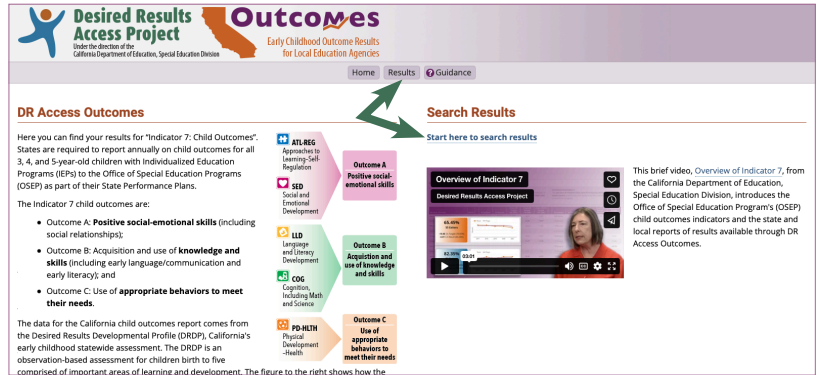 Desired Results
Access Project
Under the direction of the
California Department of Education, Special Education Division
Outcomes
Early Childhood Outcome Results
for Local Education Agencies
Home Results ? Guidance
DR Access Outcomes
Here you can find your results for “Indicator 7: Child Outcomes”.
States are required to report annually on child outcomes for all
3, 4, and 5-year-old children with Individualized Education
Programs (IEPs) to the Office of Special Education Programs
(OSEP) as part of their State Performance Plans.
The Indicator 7 child outcomes are:
• Outcome A: Positive social-emotional skills (including
social relationships);
• Outcome B: Acquisition and use of knowledge and
skills (including early language/communication and
early literacy); and
• Outcome C: Use of appropriate behaviors to meet
their needs.
The data for the California child outcomes report comes from
the Desired Results Developmental Profile (DRDP), California's
early childhood statewide assessment. The DRDP is an
observation-based assessment for children birth to five
comprised of important areas of learning and development. The figure to the right shows how the
ATL-REG
Approaches to
Learning–Self-
Regulation
SED
Social and
Emotional
Development
Outcome A
Positive social-
emotional skills
LLD
Language
and Literacy
Development
COG
Cognition,
Including Math
and Science
Outcome B
Acquistion and
use of knowledge
and skills
PD-HLTH
Physical
Development
–Health
Outcome C
Use of
appropriate
behaviors to
meet their needs
Search Results
Start here to search results
Overview of Indicator 7
Desired Results Access Project
65.45%
62.55%
03:01
This brief video, Overview of Indicator 7, from
the California Department of Education,
Special Education Division, introduces the
Office of Special Education Program's (OSEP)
child outcomes indicators and the state and
local reports of results available through DR
Access Outcomes.